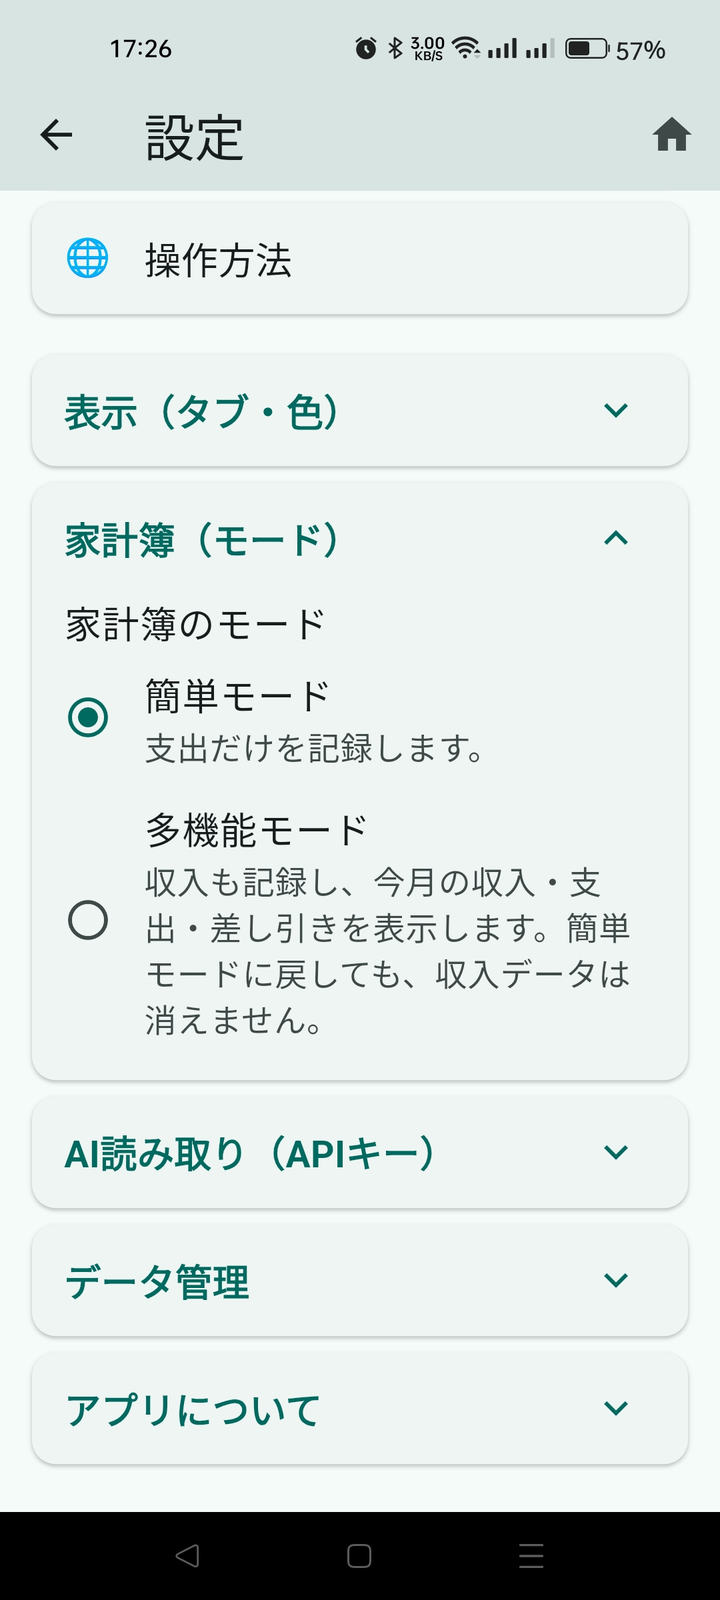 17:26 3.00 KB/S 57%
設定
操作方法
表示（タブ・色）
家計簿（モード）
家計簿のモード
簡単モード
支出だけを記録します。
多機能モード
収入も記録し、今月の収入・支
出・差し引きを表示します。簡単
モードに戻しても、収入データは
消えません。
AI読み取り（APIキー）
データ管理
アプリについて